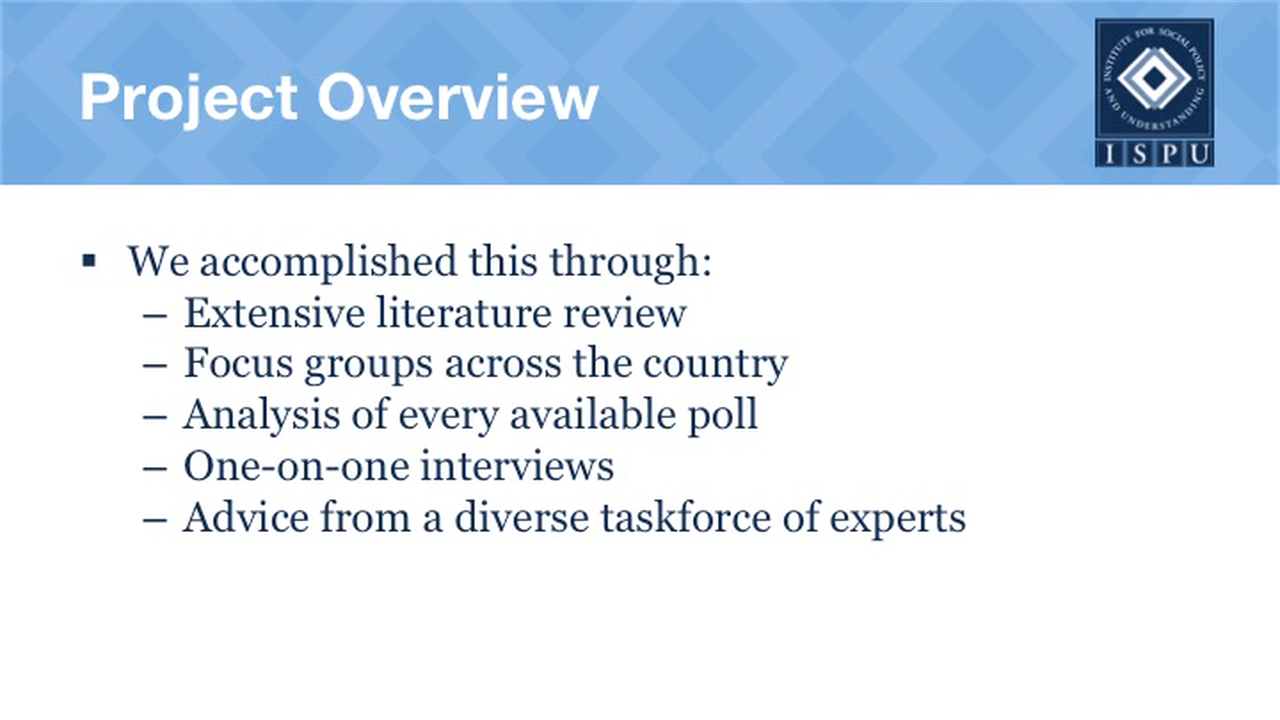 Project Overview
INSTITUTE FOR SOCIAL POLICY
AND UNDERSTANDING
ISPU
▪ We accomplished this through:
– Extensive literature review
– Focus groups across the country
– Analysis of every available poll
– One-on-one interviews
– Advice from a diverse taskforce of experts